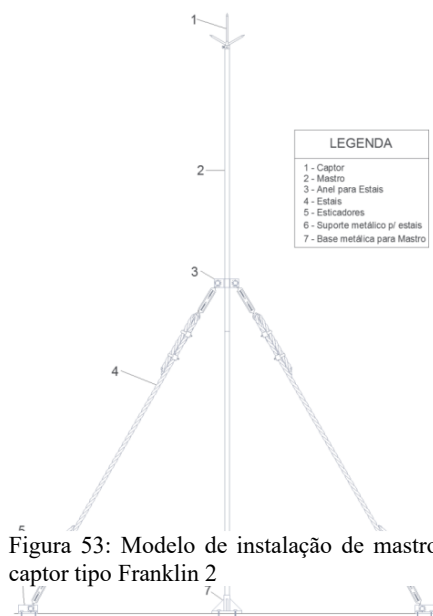 1
LEGENDA
1 - Captor
2 - Mastro
3 - Anel para Estais
4 - Estais
5 - Esticadores
6 - Suporte metálico p/ estais
7 - Base metálica para Mastro
2
3
4
5
Figura 53: Modelo de instalação de mastro
captor tipo Franklin 2
7